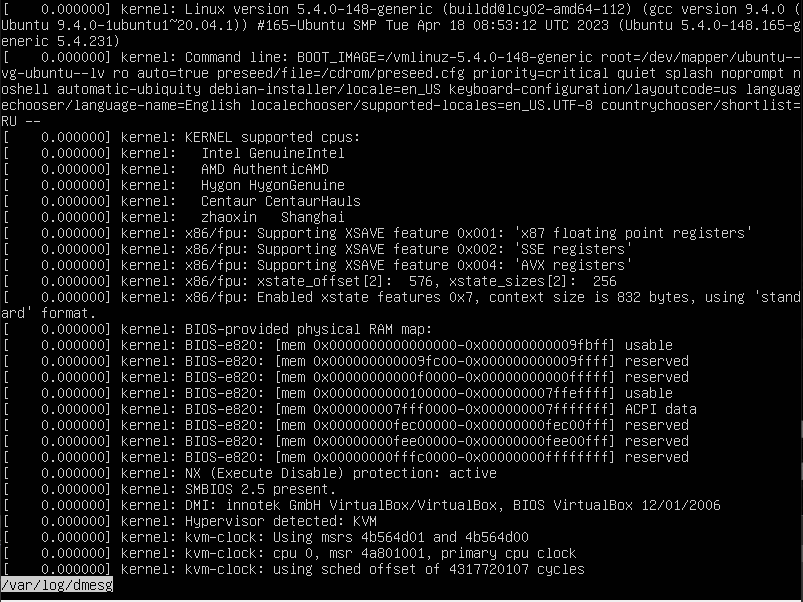 [    0.000000] kernel: Linux version 5.4.0-148-generic (buildd@lcy02-amd64-112) (gcc version 9.4.0 (
Ubuntu 9.4.0-1ubuntu1~20.04.1)) #165-Ubuntu SMP Tue Apr 18 08:53:12 UTC 2023 (Ubuntu 5.4.0-148.165-g
eneric 5.4.231)
[    0.000000] kernel: Command line: BOOT_IMAGE=/vmlinuz-5.4.0-148-generic root=/dev/mapper/ubuntu--
vg-ubuntu--lv ro auto=true preseed/file=/cdrom/preseed.cfg priority=critical quiet splash noprompt n
oshell automatic-ubiquity debian-installer/locale=en_US keyboard-configuration/layoutcode=us languag
echooser/language-name=English localechooser/supported-locales=en_US.UTF-8 countrychooser/shortlist=
RU --
[    0.000000] kernel: KERNEL supported cpus:
[    0.000000] kernel:   Intel GenuineIntel
[    0.000000] kernel:   AMD AuthenticAMD
[    0.000000] kernel:   Hygon HygonGenuine
[    0.000000] kernel:   Centaur CentaurHauls
[    0.000000] kernel:   zhaoxin   Shanghai
[    0.000000] kernel: x86/fpu: Supporting XSAVE feature 0x001: 'x87 floating point registers'
[    0.000000] kernel: x86/fpu: Supporting XSAVE feature 0x002: 'SSE registers'
[    0.000000] kernel: x86/fpu: Supporting XSAVE feature 0x004: 'AVX registers'
[    0.000000] kernel: x86/fpu: xstate_offset[2]:  576, xstate_sizes[2]:  256
[    0.000000] kernel: x86/fpu: Enabled xstate features 0x7, context size is 832 bytes, using 'stand
ard' format.
[    0.000000] kernel: BIOS-provided physical RAM map:
[    0.000000] kernel: BIOS-e820: [mem 0x0000000000000000-0x000000000009fbff] usable
[    0.000000] kernel: BIOS-e820: [mem 0x000000000009fc00-0x000000000009ffff] reserved
[    0.000000] kernel: BIOS-e820: [mem 0x00000000000f0000-0x00000000000fffff] reserved
[    0.000000] kernel: BIOS-e820: [mem 0x0000000000100000-0x000000007ffeffff] usable
[    0.000000] kernel: BIOS-e820: [mem 0x000000007fff0000-0x000000007fffffff] ACPI data
[    0.000000] kernel: BIOS-e820: [mem 0x00000000fec00000-0x00000000fec00fff] reserved
[    0.000000] kernel: BIOS-e820: [mem 0x00000000fee00000-0x00000000fee00fff] reserved
[    0.000000] kernel: BIOS-e820: [mem 0x00000000fffc0000-0x00000000ffffffff] reserved
[    0.000000] kernel: NX (Execute Disable) protection: active
[    0.000000] kernel: SMBIOS 2.5 present.
[    0.000000] kernel: DMI: innotek GmbH VirtualBox/VirtualBox, BIOS VirtualBox 12/01/2006
[    0.000000] kernel: Hypervisor detected: KVM
[    0.000000] kernel: kvm-clock: Using msrs 4b564d01 and 4b564d00
[    0.000000] kernel: kvm-clock: cpu 0, msr 4a801001, primary cpu clock
[    0.000000] kernel: kvm-clock: using sched offset of 4317720107 cycles
/var/log/dmesg